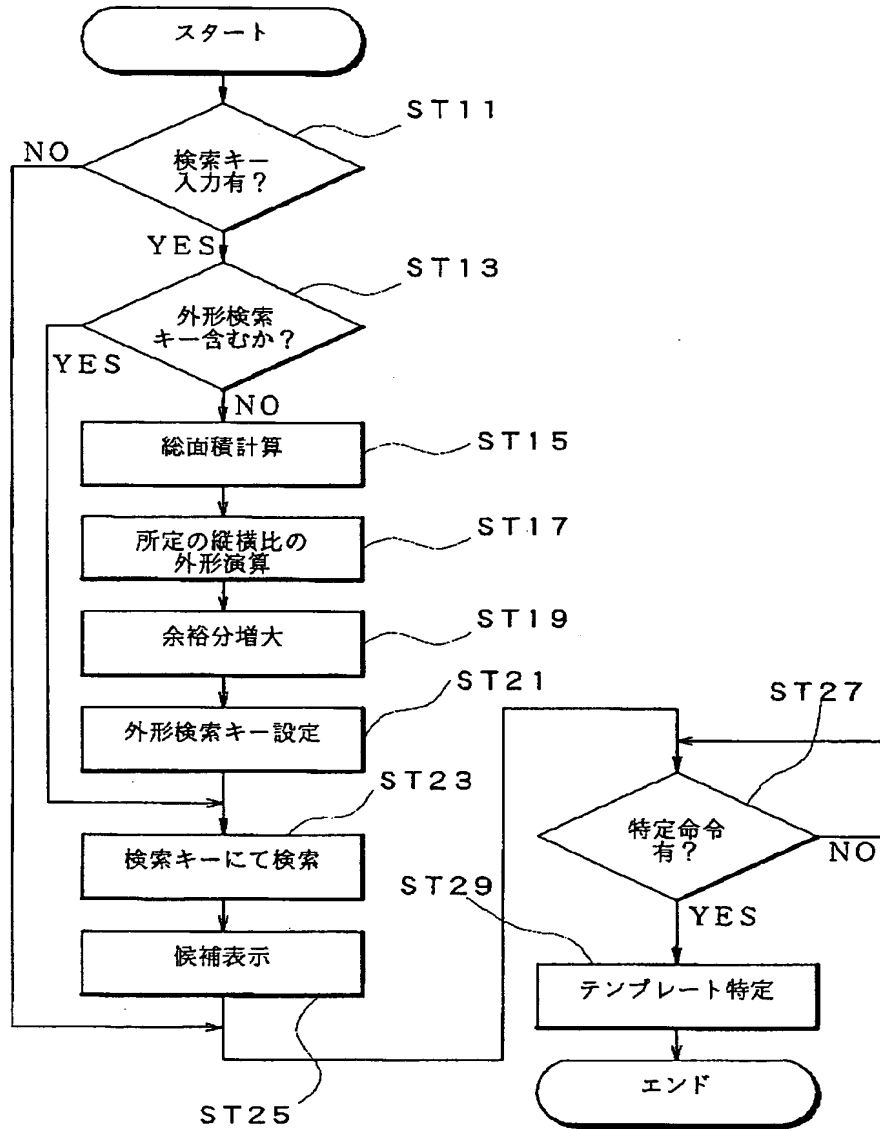 スタート
ST11
NO
検索キー
入力有？
YES
ST13
外形検索
キー含むか？
YES
NO
総面積計算
ST15
所定の縦横比の
外形演算
ST17
余裕分増大
ST19
外形検索キー設定
ST21
ST23
検索キーにて検索
候補表示
ST25
ST27
特定命令
有？
NO
ST29
YES
テンプレート特定
エンド